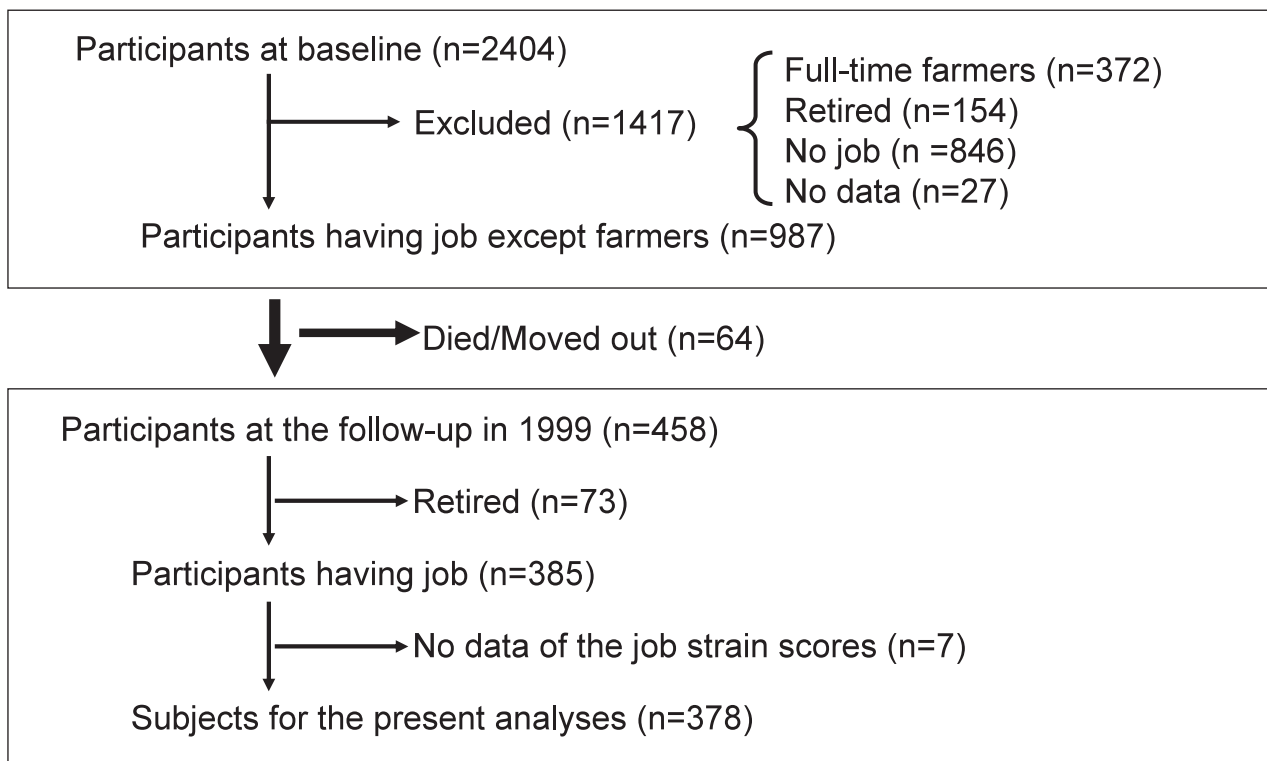 Participants at baseline (n=2404)
Excluded (n=1417)
Full-time farmers (n=372)
Retired (n=154)
No job (n =846)
No data (n=27)
Participants having job except farmers (n=987)
Died/Moved out (n=64)
Participants at the follow-up in 1999 (n=458)
Retired (n=73)
Participants having job (n=385)
No data of the job strain scores (n=7)
Subjects for the present analyses (n=378)